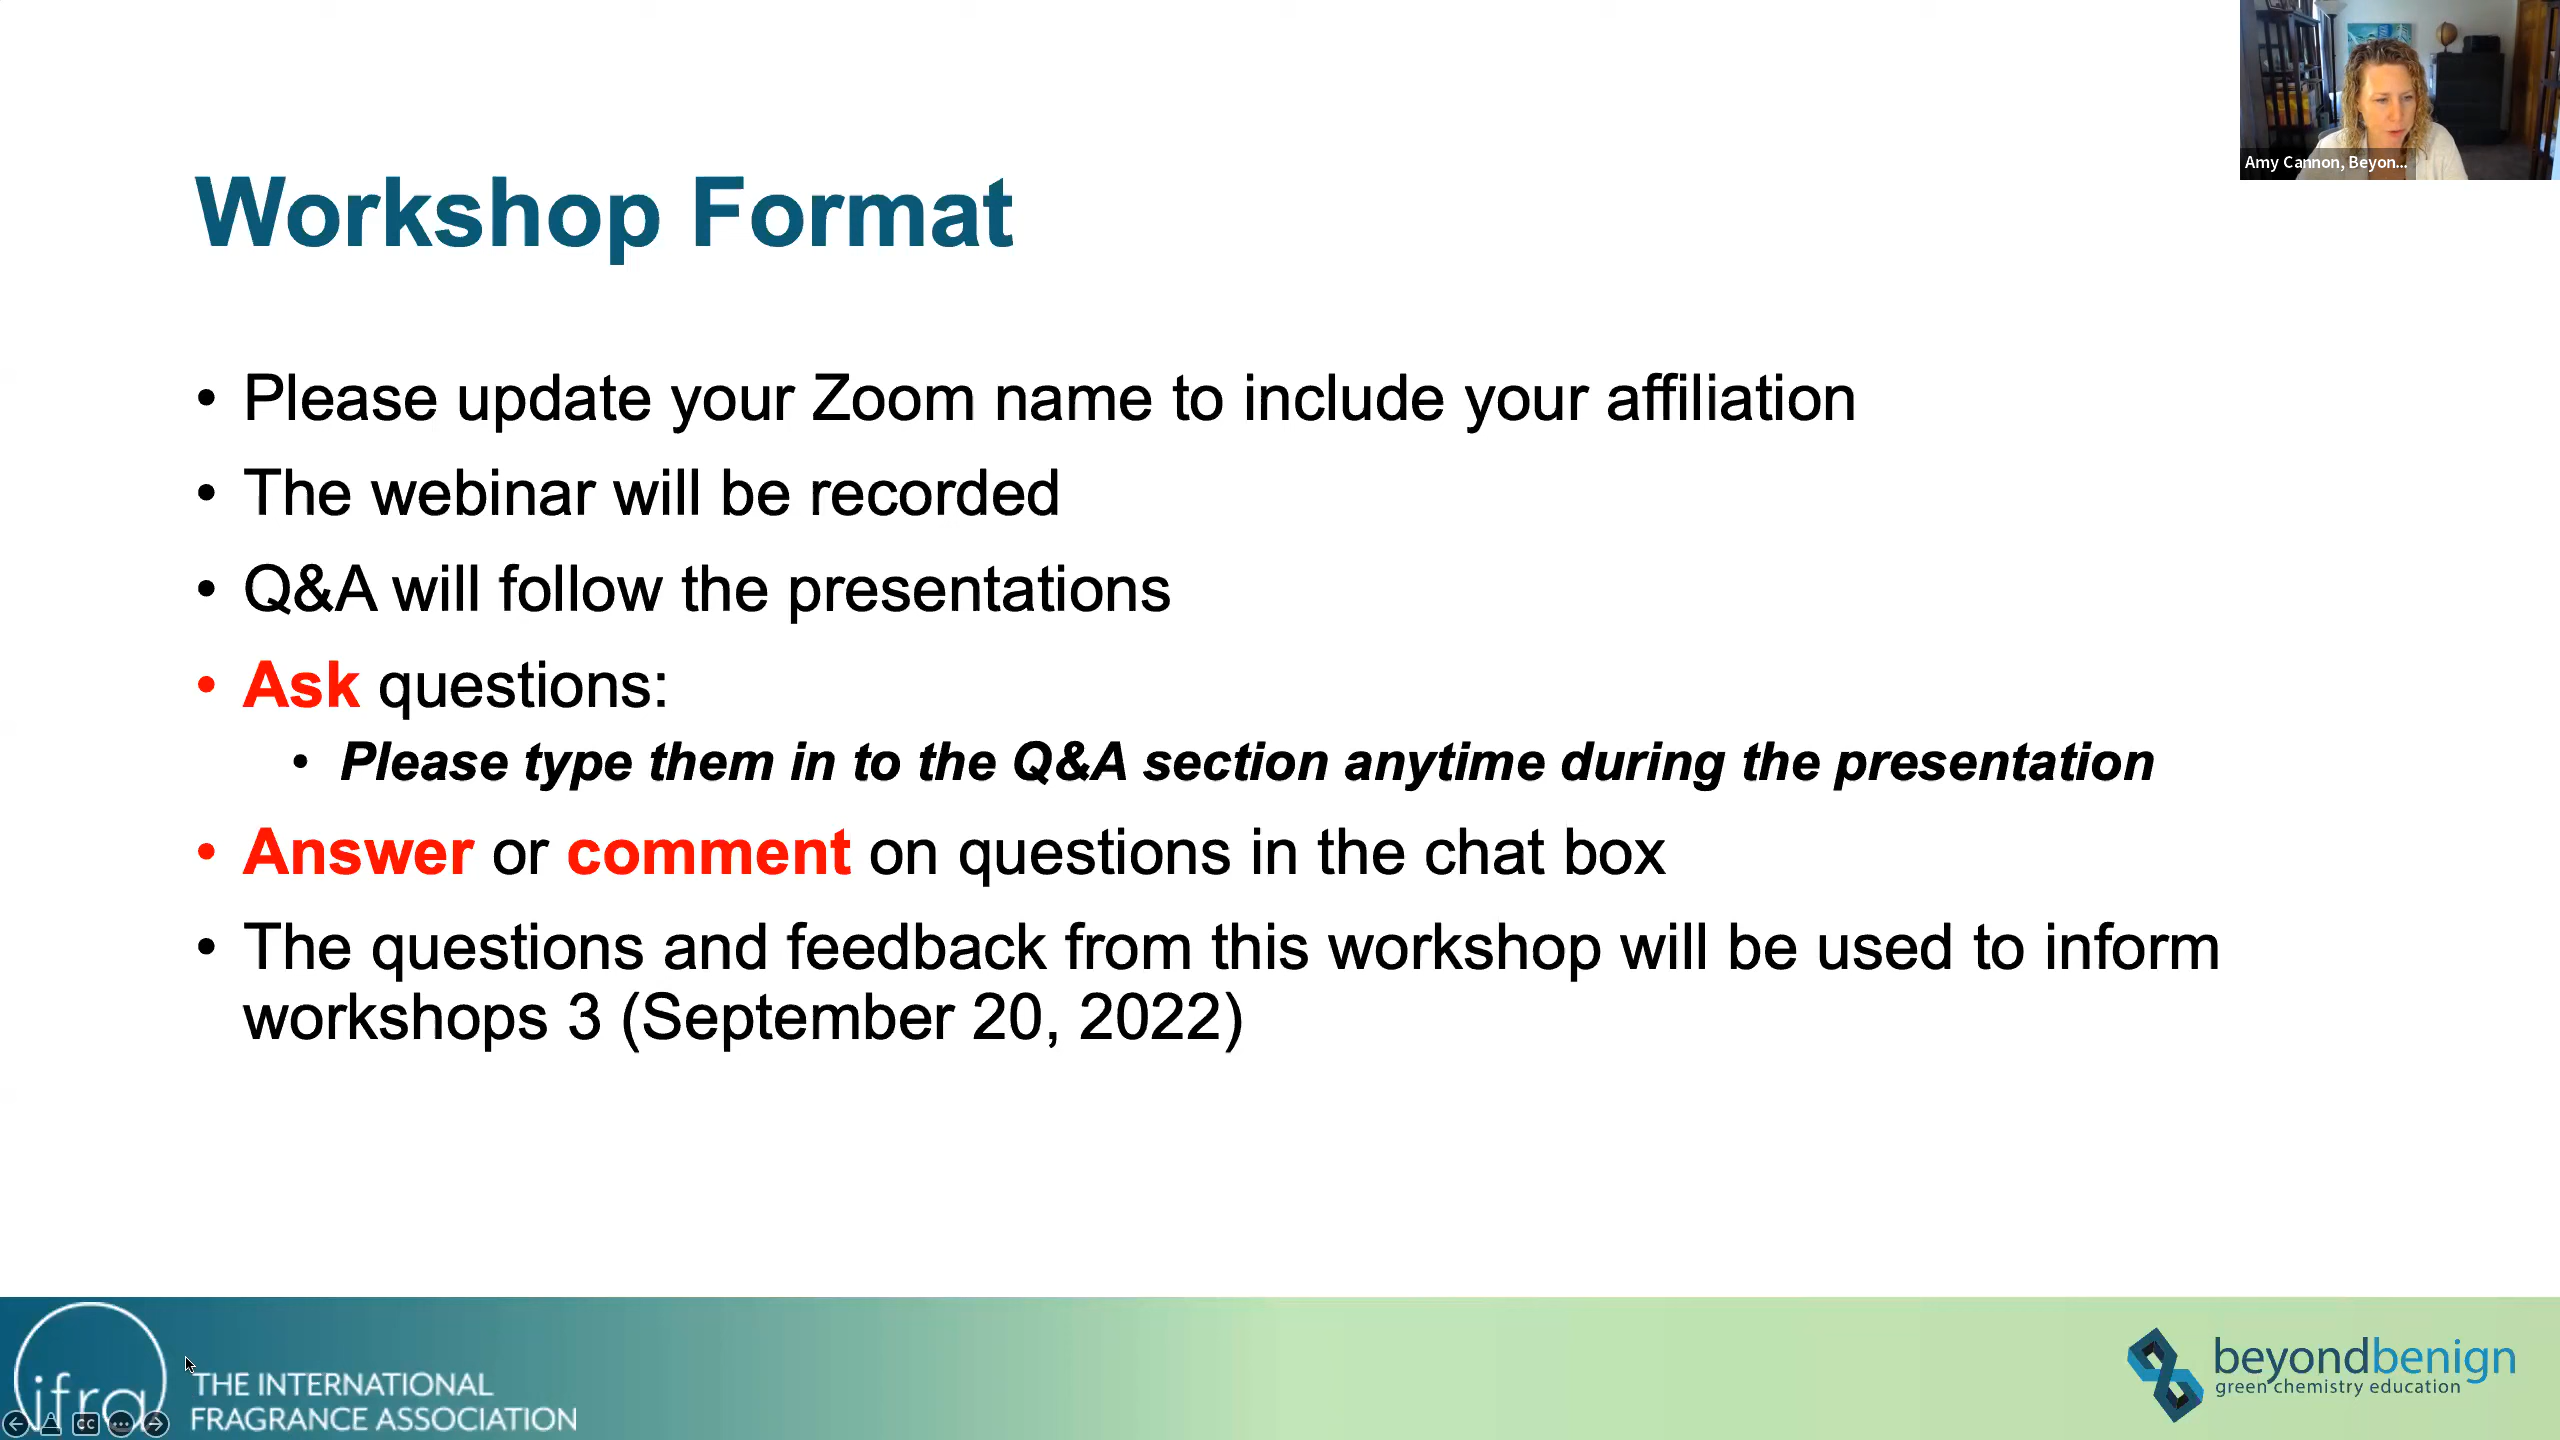 Amy Cannon, Beyon...
Workshop Format
• Please update your Zoom name to include your affiliation
• The webinar will be recorded
• Q&A will follow the presentations
• Ask questions:
• Please type them in to the Q&A section anytime during the presentation
• Answer or comment on questions in the chat box
• The questions and feedback from this workshop will be used to inform
workshops 3 (September 20, 2022)
ifra
THE INTERNATIONAL
FRAGRANCE ASSOCIATION
CC
beyondbenign
green chemistry education